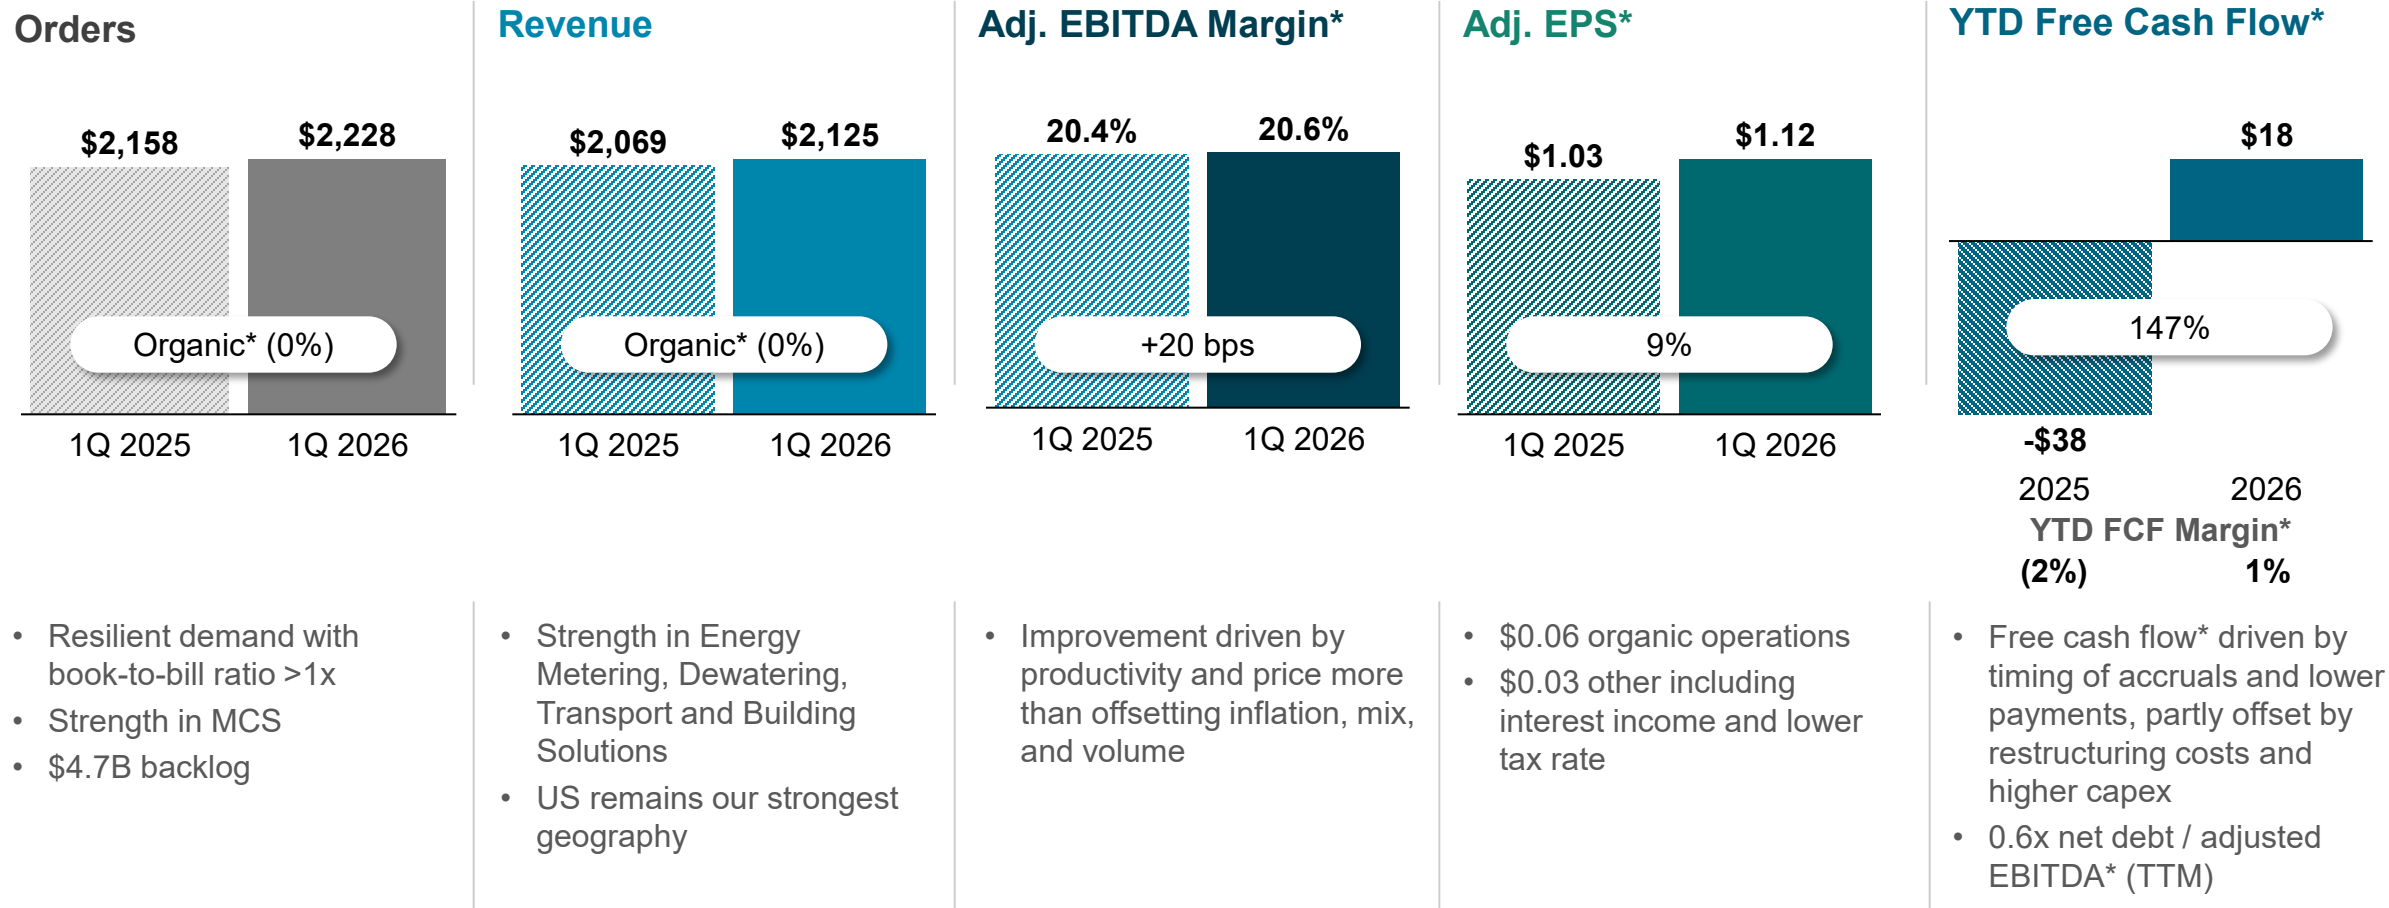 Orders
$2,158
$2,228
Organic* (0%)
1Q 2025
1Q 2026
• Resilient demand with
book-to-bill ratio >1x
• Strength in MCS
• $4.7B backlog
Revenue
$2,069
$2,125
Organic* (0%)
1Q 2025
1Q 2026
• Strength in Energy
Metering, Dewatering,
Transport and Building
Solutions
• US remains our strongest
geography
Adj. EBITDA Margin*
20.4%
20.6%
+20 bps
1Q 2025
1Q 2026
• Improvement driven by
productivity and price more
than offsetting inflation, mix,
and volume
Adj. EPS*
$1.03
$1.12
9%
1Q 2025
1Q 2026
• $0.06 organic operations
• $0.03 other including
interest income and lower
tax rate
YTD Free Cash Flow*
$18
147%
-$38
2025
2026
YTD FCF Margin*
(2%)
1%
• Free cash flow* driven by
timing of accruals and lower
payments, partly offset by
restructuring costs and
higher capex
• 0.6x net debt / adjusted
EBITDA* (TTM)